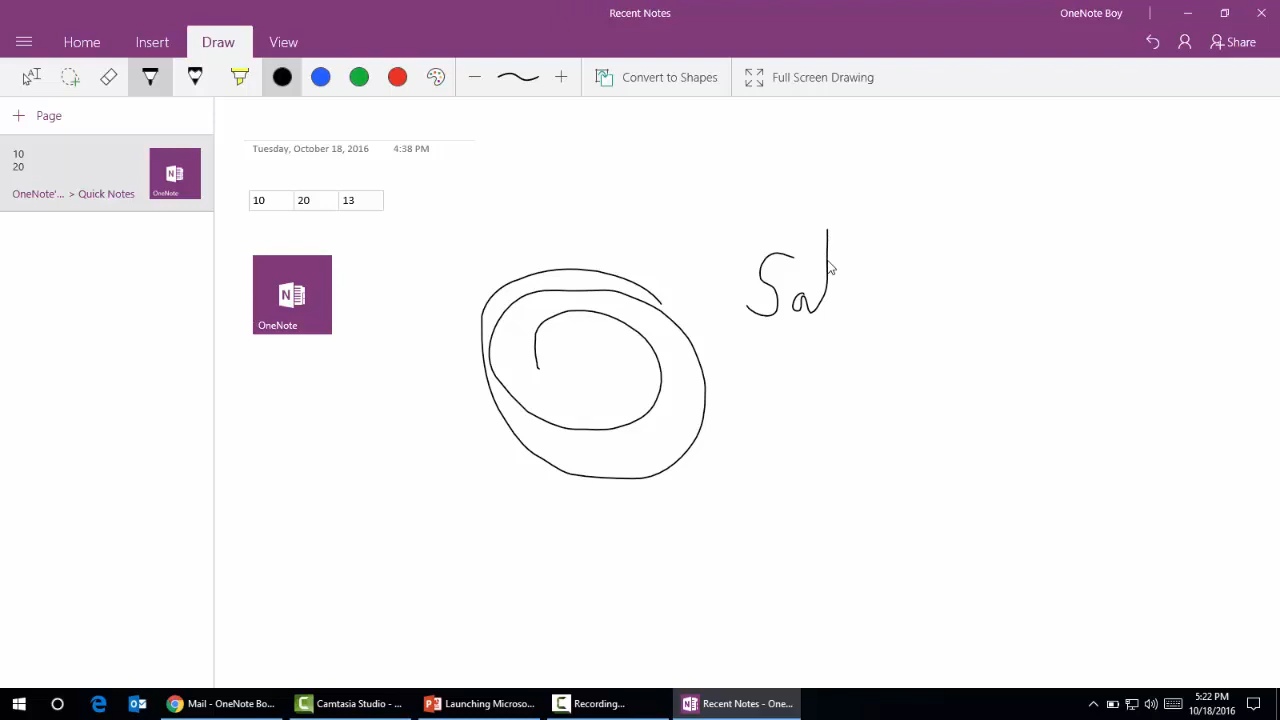 Recent Notes
OneNote Boy
Home
Insert
Draw
View
Share
Convert to Shapes
Full Screen Drawing
Page
10
20
OneNote'... > Quick Notes
OneNote
Tuesday, October 18, 2016 4:38 PM
10 20 13
OneNote
Mail - OneNote Bo...
Camtasia Studio - ...
Launching Microso...
Recording...
Recent Notes - One...
5:22 PM
10/18/2016